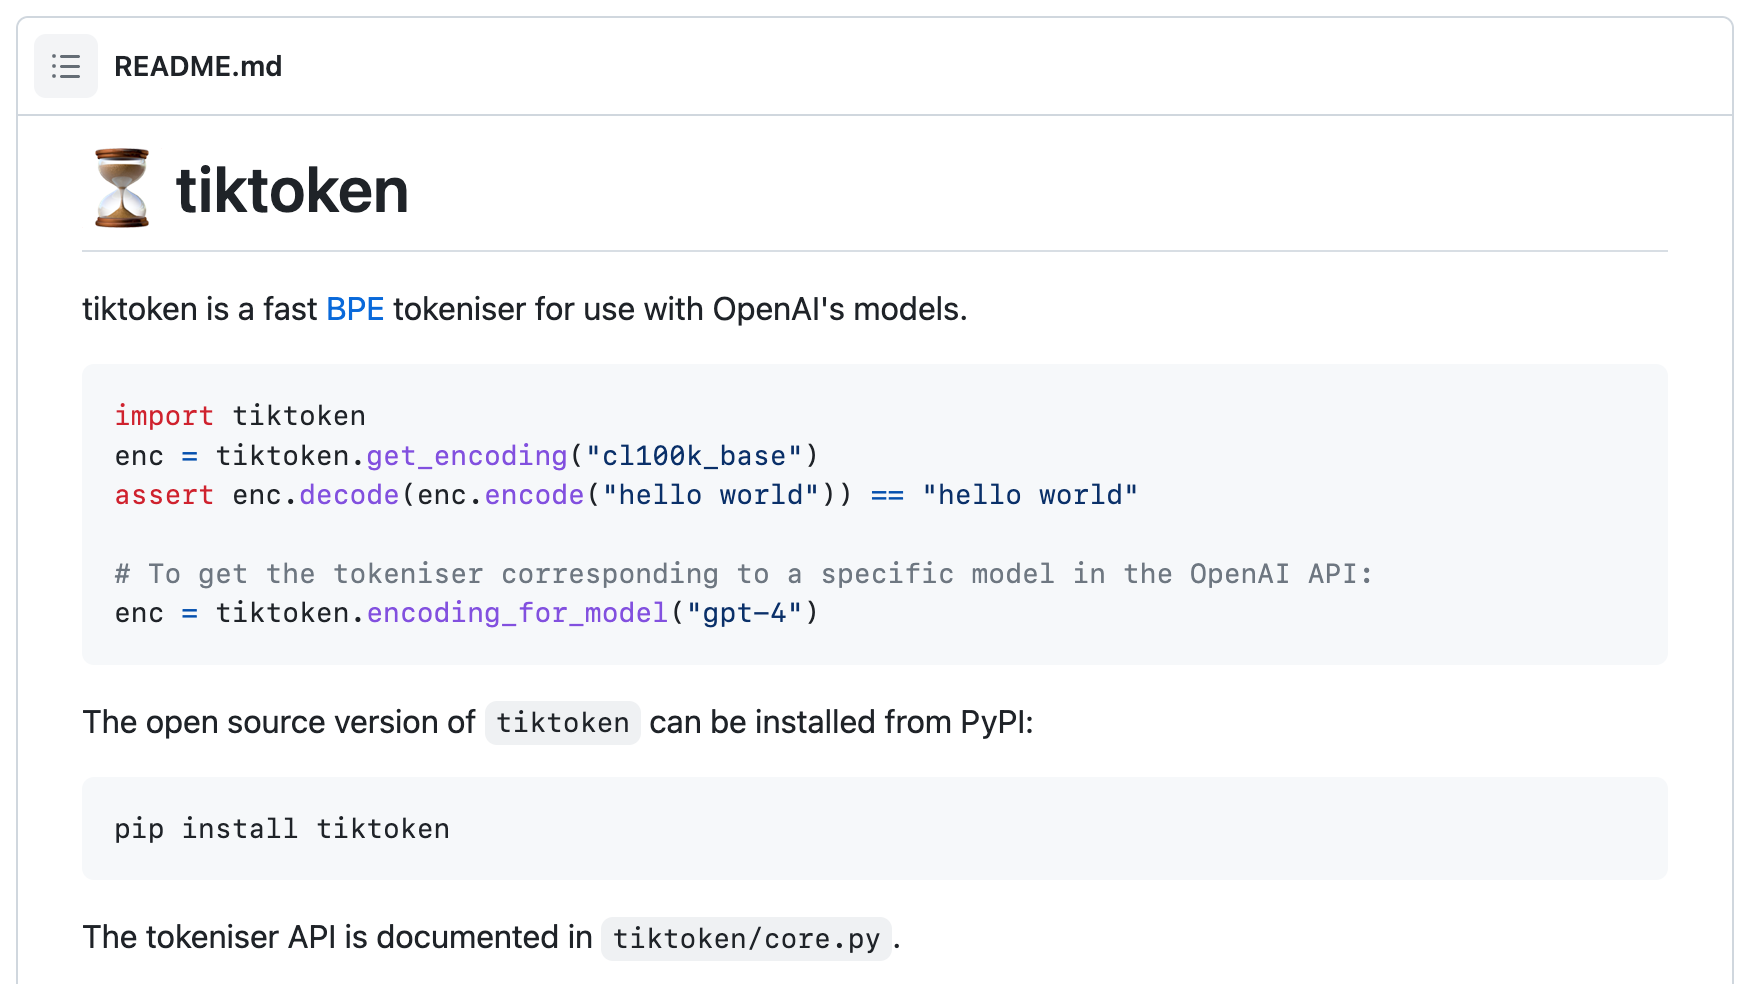 README.md
tiktoken
tiktoken is a fast BPE tokeniser for use with OpenAI's models.
import tiktoken
enc = tiktoken.get_encoding("cl100k_base")
assert enc.decode(enc.encode("hello world")) == "hello world"
# To get the tokeniser corresponding to a specific model in the OpenAI API:
enc = tiktoken.encoding_for_model("gpt-4")
The open source version of tiktoken can be installed from PyPI:
pip install tiktoken
The tokeniser API is documented in tiktoken/core.py.